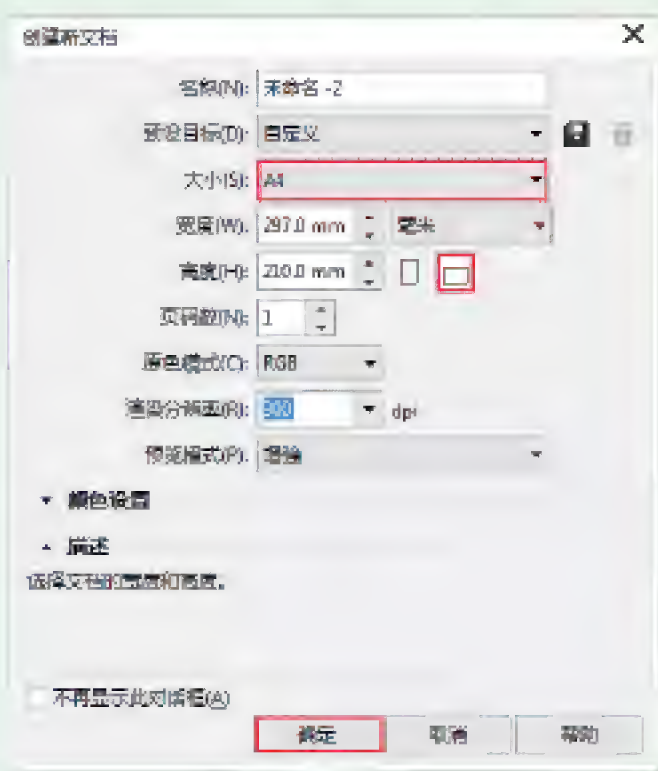 创建新文档
名称(N): 未命名 -2
预设目标(D): 自定义
大小(S): A4
宽度(W): 297.0 mm 毫米
高度(H): 210.0 mm
页码数(N): 1
原色模式(C): RGB
渲染分辨率(R): 300 dpi
预览模式(P): 增强
颜色设置
描述
选择文档的宽度和高度。
不再显示此对话框(A)
确定 取消 帮助